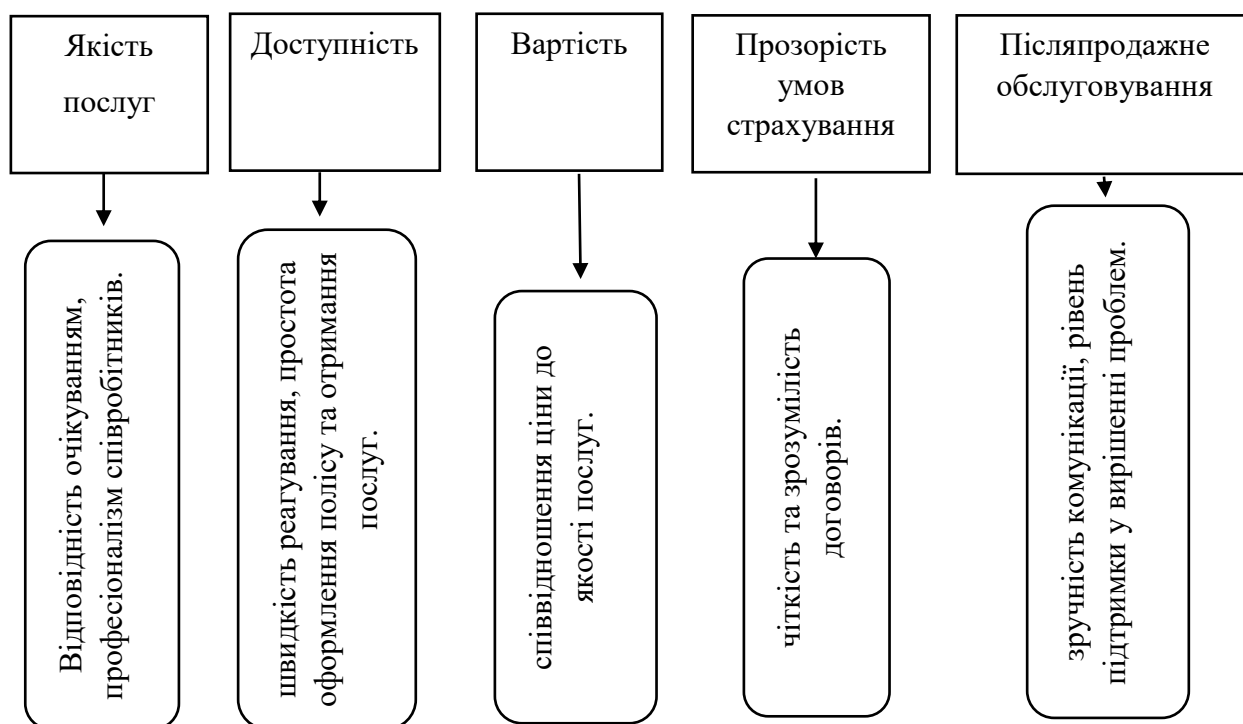 Якість
послуг
Доступність
Вартість
Прозорість
умов
страхування
Післяпродажне
обслуговування
Відповідність очікуванням,
професіоналізм співробітників.
швидкість реагування, простота
оформлення полісу та отримання
послуг.
співвідношення ціни до
якості послуг.
чіткість та зрозумілість
договорів.
зручність комунікації, рівень
підтримки у вирішенні проблем.